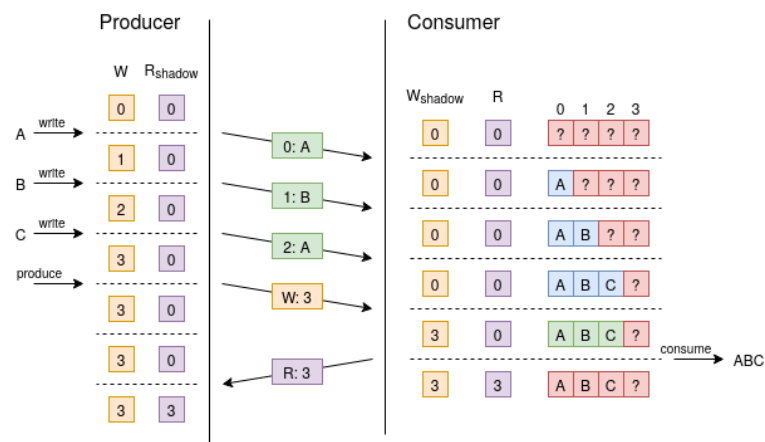 Producer
Consumer
W Rshadow
Wshadow R
0 1 2 3
0 0
A write
0: A
0 0 ? ? ? ?
1 0
B write
1: B
0 0 A ? ? ?
2 0
C write
2: A
0 0 A B ? ?
3 0
produce
W: 3
0 0 A B C ?
3 0
3 0 A B C ?
consume
ABC
3 0
R: 3
3 3 A B C ?
3 3